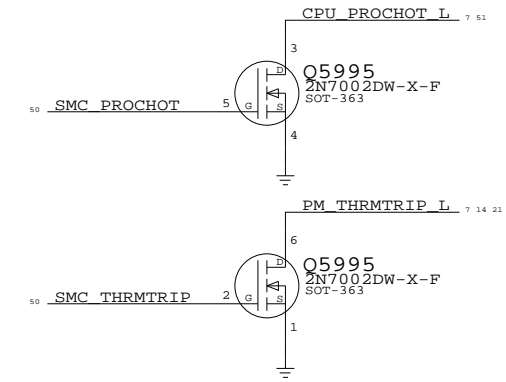 CPU_PROCHOT_L 7 51
3
D
Q5995
2N7002DW-X-F
SOT-363
50 SMC_PROCHOT 5 G S
4
PM_THRMTRIP_L 7 14 21
6
D
Q5995
2N7002DW-X-F
SOT-363
50 SMC_THRMTRIP 2 G S
1